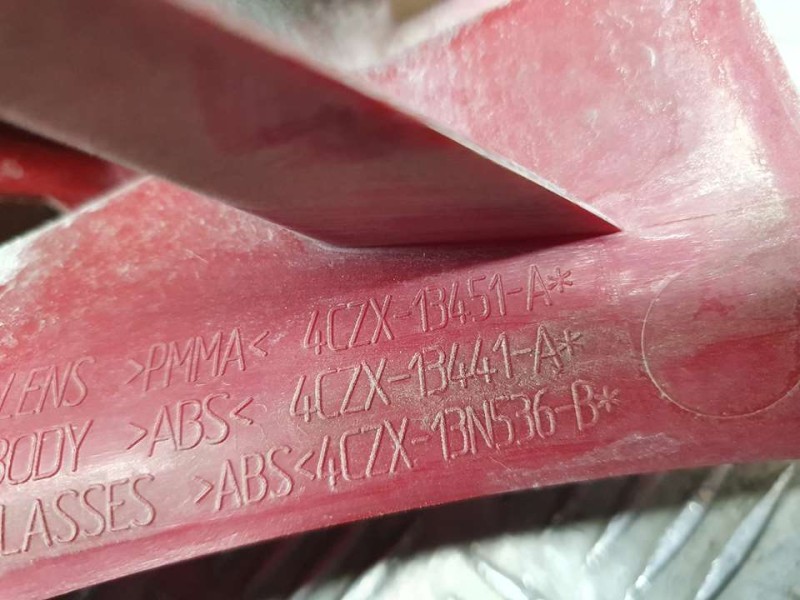 LENS >PMMA< 4CZX-13451-A*
BODY >ABS< 4CZX-13441-A*
LASSES >ABS<4CZX-13N536-B*